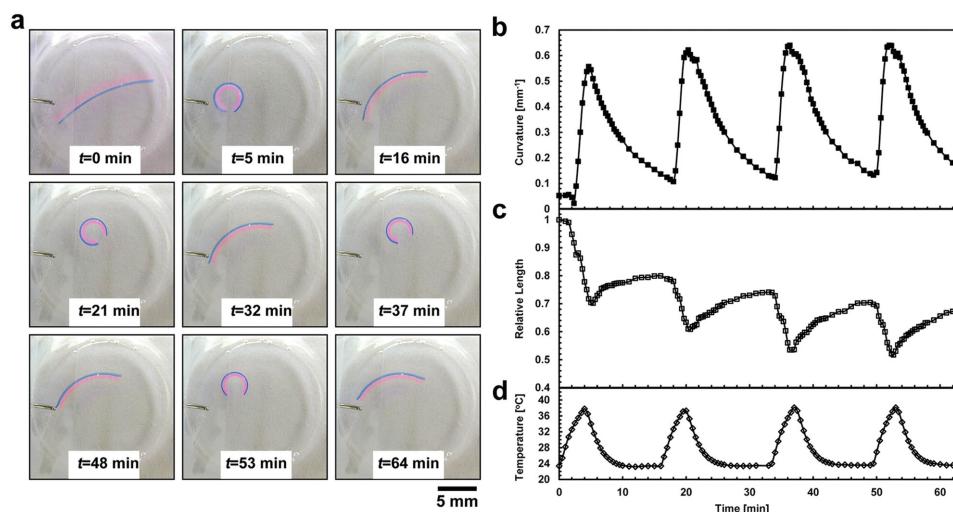 a
t=0 min
t=5 min
t=16 min
t=21 min
t=32 min
t=37 min
t=48 min
t=53 min
t=64 min
5 mm
b
0.7
0.6
0.5
0.4
0.3
0.2
0.1
0
Curvature [mm⁻¹]
c
1
0.9
0.8
0.7
0.6
0.5
0.4
Relative Length
d
40
36
32
28
24
20
Temperature [°C]
0
10
20
30
40
50
60
Time [min]